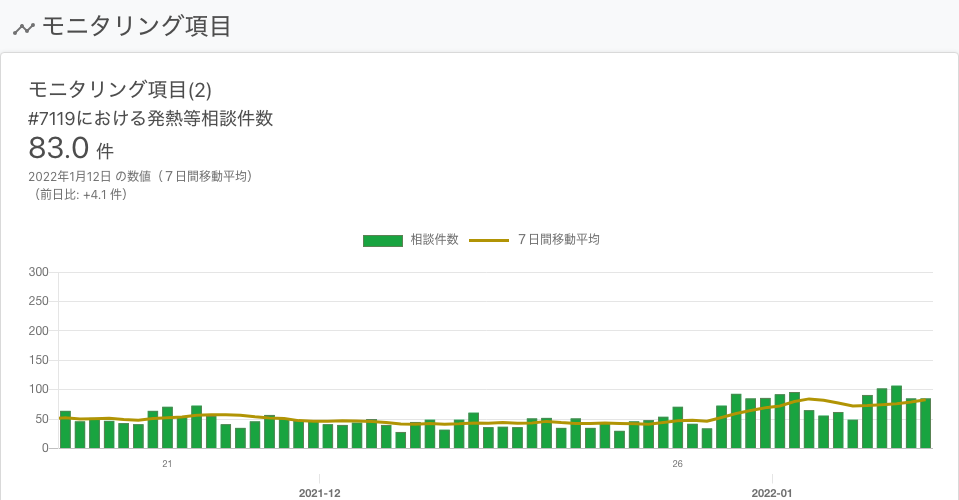 モニタリング項目
モニタリング項目(2)
#7119における発熱等相談件数
83.0 件
2022年1月12日 の数値（７日間移動平均）
（前日比: +4.1 件）
相談件数 ７日間移動平均
300
250
200
150
100
50
0
21 26
2021-12 2022-01